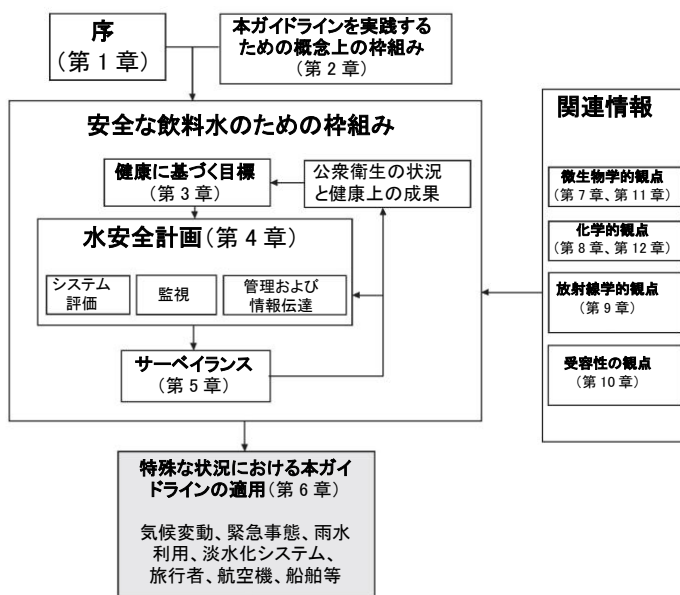 序
(第 1 章)
本ガイドラインを実践する
ための概念上の枠組み
(第 2 章)
安全な飲料水のための枠組み
健康に基づく目標
(第 3 章)
公衆衛生の状況
と健康上の成果
水安全計画(第 4 章)
システム
評価
監視
管理および
情報伝達
サーベイランス
(第 5 章)
関連情報
微生物学的観点
(第 7 章、第 11 章)
化学的観点
(第 8 章、第 12 章)
放射線学的観点
(第 9 章)
受容性の観点
(第 10 章)
特殊な状況における本ガイ
ドラインの適用(第 6 章)
気候変動、緊急事態、雨水
利用、淡水化システム、
旅行者、航空機、船舶等